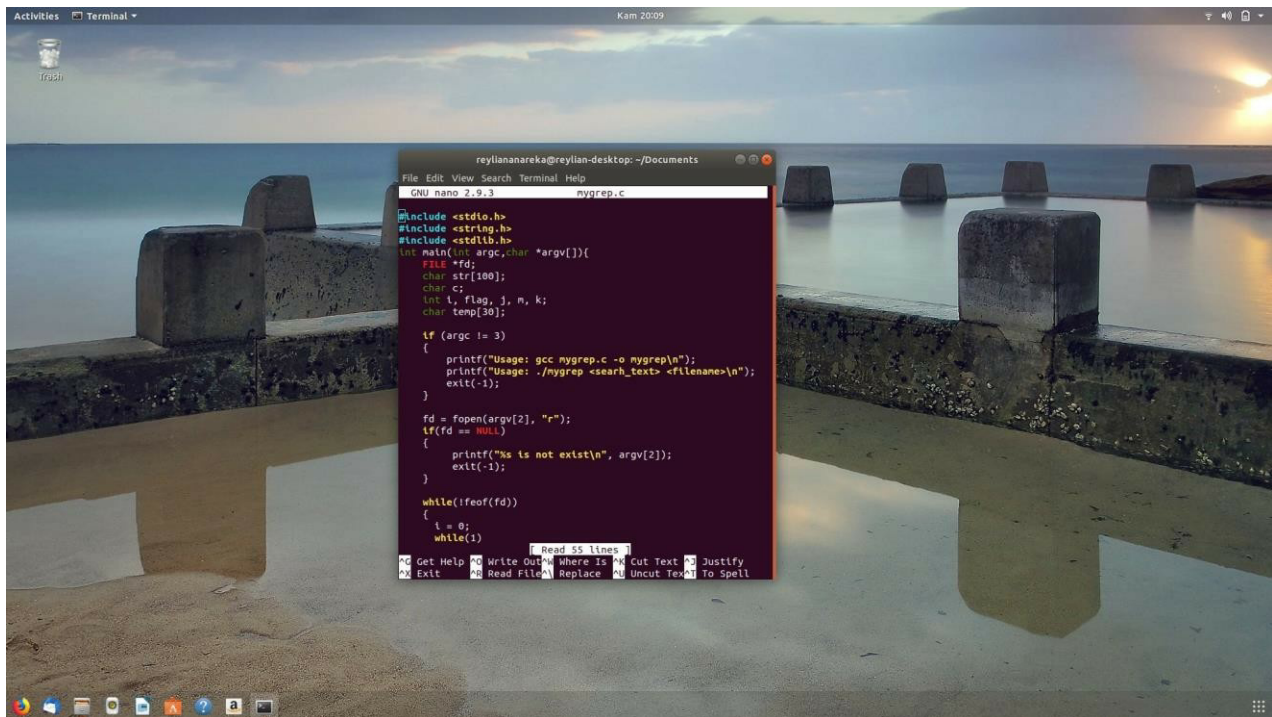 Activities Terminal Kam 20:09
Trash
reyliananareka@reylian-desktop: ~/Documents
File Edit View Search Terminal Help
GNU nano 2.9.3 mygrep.c
#include <stdio.h>
#include <string.h>
#include <stdlib.h>
int main(int argc,char *argv[]){
FILE *fd;
char str[100];
char c;
int i, flag, j, m, k;
char temp[30];
if (argc != 3)
{
printf("Usage: gcc mygrep.c -o mygrep\n");
printf("Usage: ./mygrep <searh_text> <filename>\n");
exit(-1);
}
fd = fopen(argv[2], "r");
if(fd == NULL)
{
printf("%s is not exist\n", argv[2]);
exit(-1);
}
while(!feof(fd))
{
i = 0;
while(1)
[ Read 55 lines ]
^G Get Help ^O Write Out ^W Where Is ^K Cut Text ^J Justify
^X Exit ^R Read File ^\ Replace ^U Uncut Tex ^T To Spell